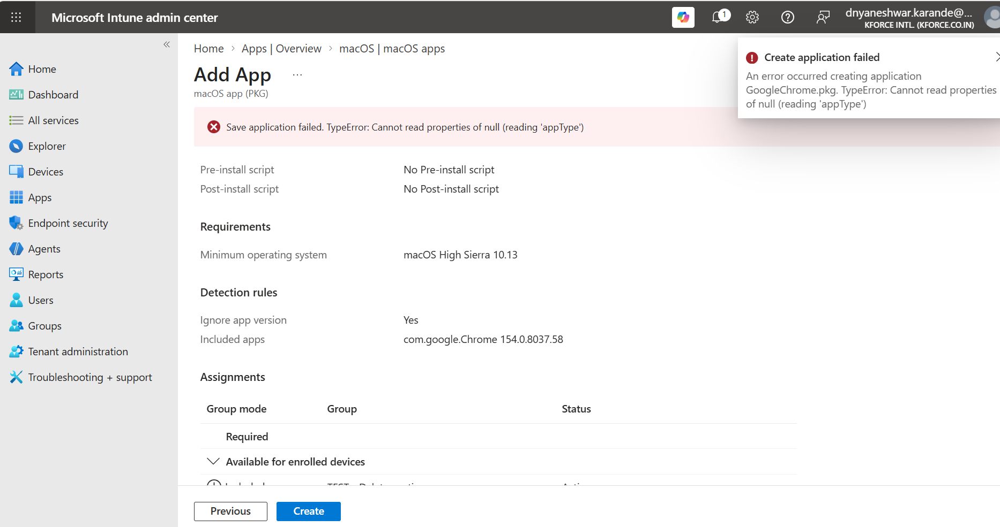 Microsoft Intune admin center
1
dnyaneshwar.karande@...
KFORCE INTL. (KFORCE.CO.IN)
Home
Dashboard
All services
Explorer
Devices
Apps
Endpoint security
Agents
Reports
Users
Groups
Tenant administration
Troubleshooting + support
Home > Apps | Overview > macOS | macOS apps
Add App ...
macOS app (PKG)
Create application failed
An error occurred creating application
GoogleChrome.pkg. TypeError: Cannot read properties
of null (reading 'appType')
Save application failed. TypeError: Cannot read properties of null (reading 'appType')
Pre-install script No Pre-install script
Post-install script No Post-install script
Requirements
Minimum operating system macOS High Sierra 10.13
Detection rules
Ignore app version Yes
Included apps com.google.Chrome 154.0.8037.58
Assignments
Group mode Group Status
Required
Available for enrolled devices
Previous Create